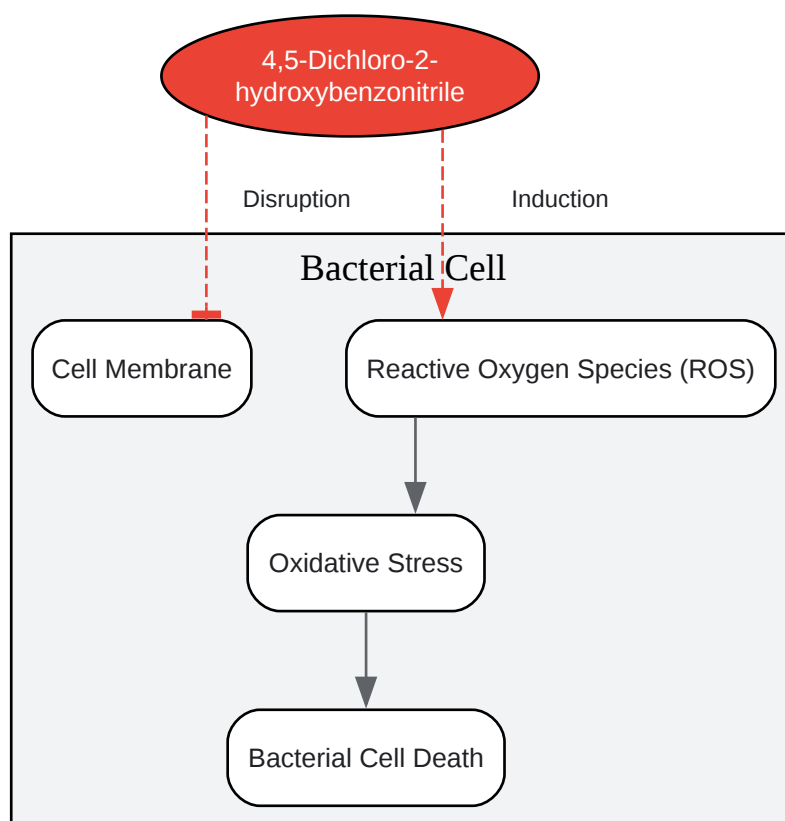 4,5-Dichloro-2-
hydroxybenzonitrile
Disruption
Induction
Bacterial Cell
Cell Membrane
Reactive Oxygen Species (ROS)
Oxidative Stress
Bacterial Cell Death